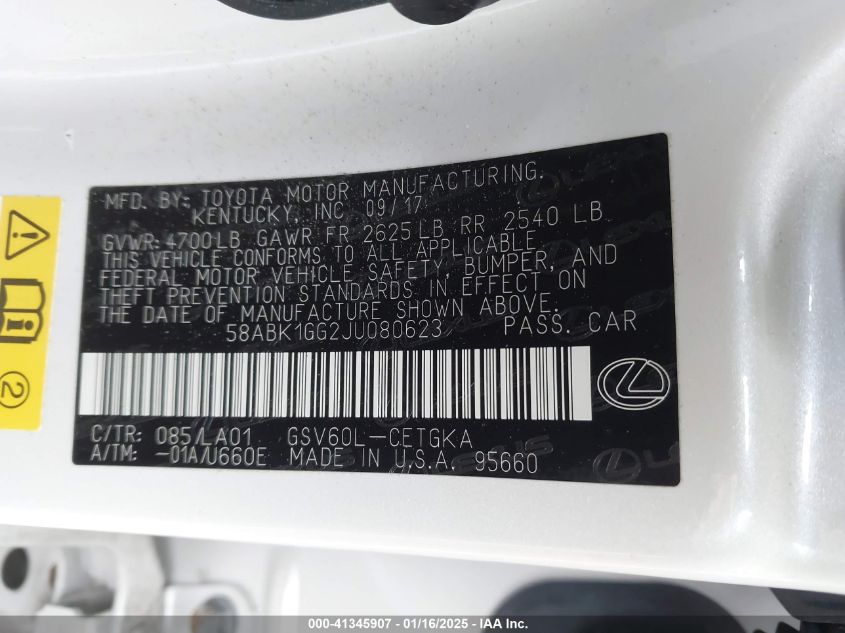 MFD. BY: TOYOTA MOTOR MANUFACTURING.
KENTUCKY, INC 09/17
GVWR: 4700LB GAWR FR 2625LB RR 2540 LB
THIS VEHICLE CONFORMS TO ALL APPLICABLE
FEDERAL MOTOR VEHICLE SAFETY, BUMPER, AND
THEFT PREVENTION STANDARDS IN EFFECT ON
THE DATE OF MANUFACTURE SHOWN ABOVE.
58ABK1GG2JU080623 PASS. CAR
C/TR: 085/LA01 GSV60L-CETGKA
A/TM: -01A/U660E MADE IN U.S.A. 95660
2
000-41345907 - 01/16/2025 - IAA Inc.